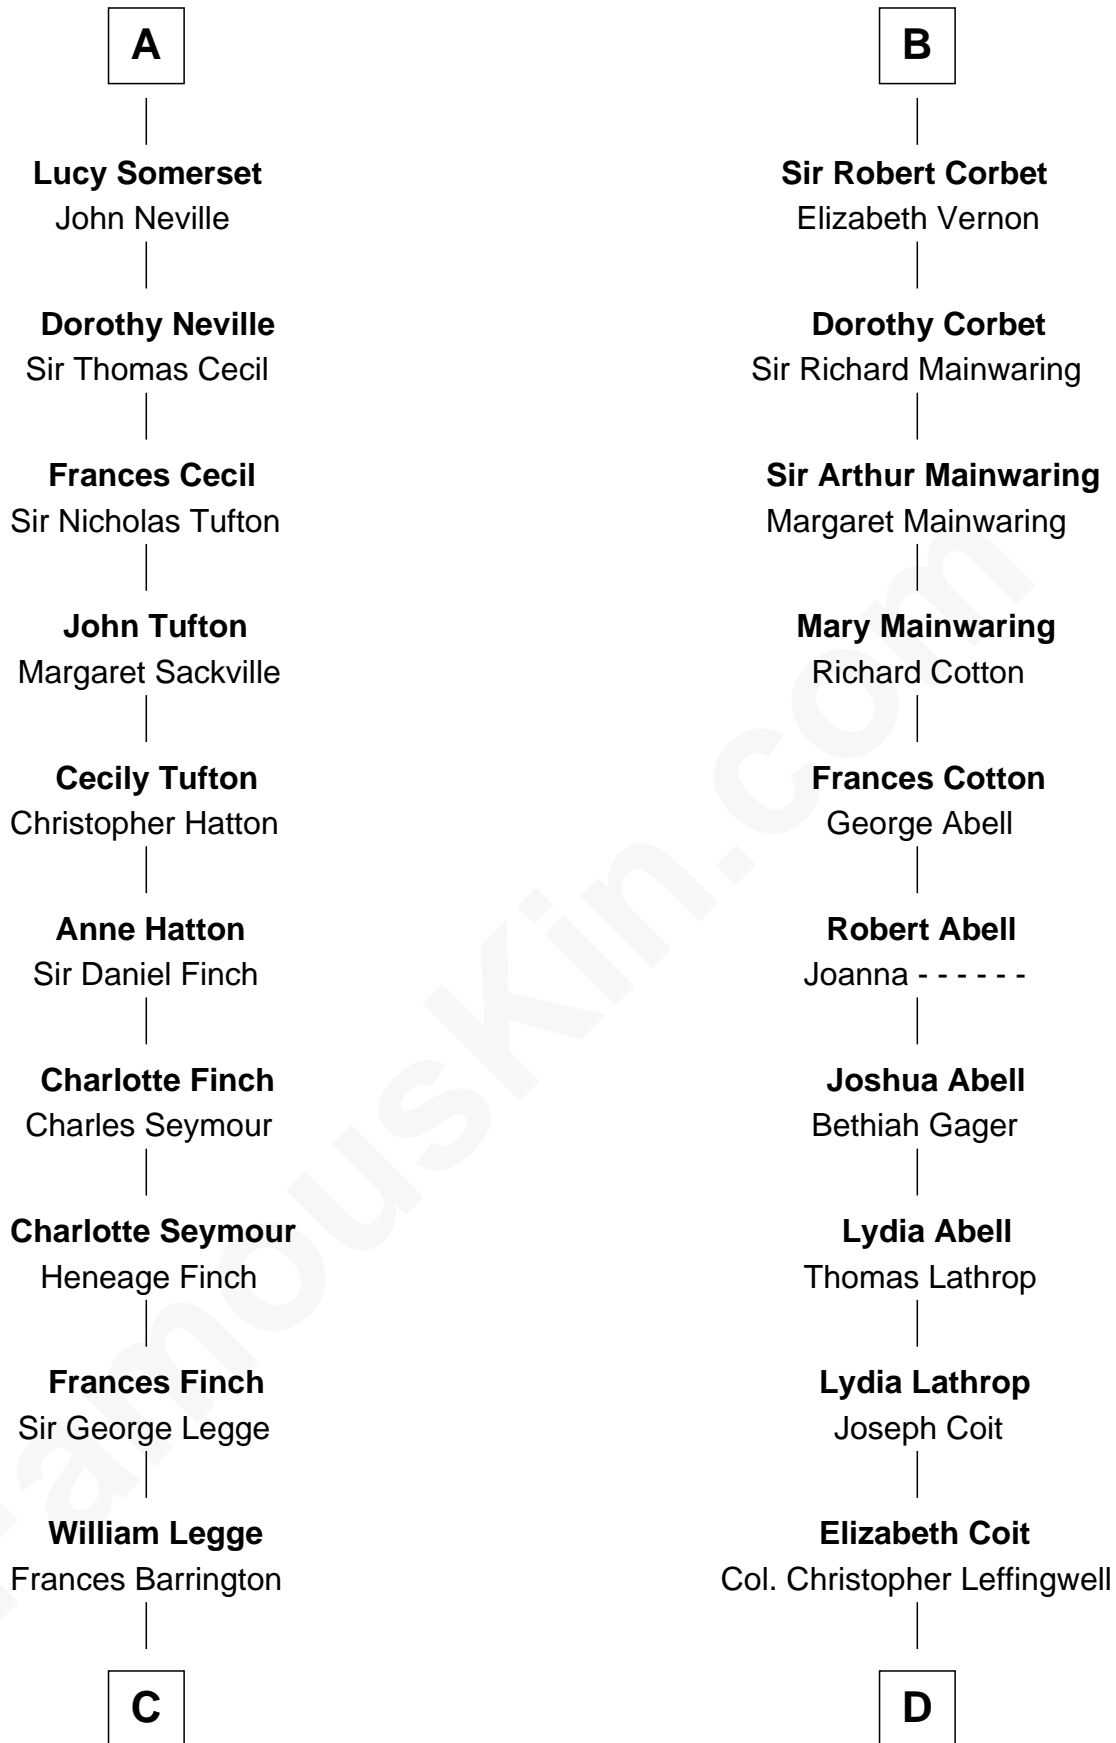 A
Lucy Somerset
John Neville
Dorothy Neville
Sir Thomas Cecil
Frances Cecil
Sir Nicholas Tufton
John Tufton
Margaret Sackville
Cecily Tufton
Christopher Hatton
Anne Hatton
Sir Daniel Finch
Charlotte Finch
Charles Seymour
Charlotte Seymour
Heneage Finch
Frances Finch
Sir George Legge
William Legge
Frances Barrington
C
B
Sir Robert Corbet
Elizabeth Vernon
Dorothy Corbet
Sir Richard Mainwaring
Sir Arthur Mainwaring
Margaret Mainwaring
Mary Mainwaring
Richard Cotton
Frances Cotton
George Abell
Robert Abell
Joanna - - - - - -
Joshua Abell
Bethiah Gager
Lydia Abell
Thomas Lathrop
Lydia Lathrop
Joseph Coit
Elizabeth Coit
Col. Christopher Leffingwell
D
FamousKin.com